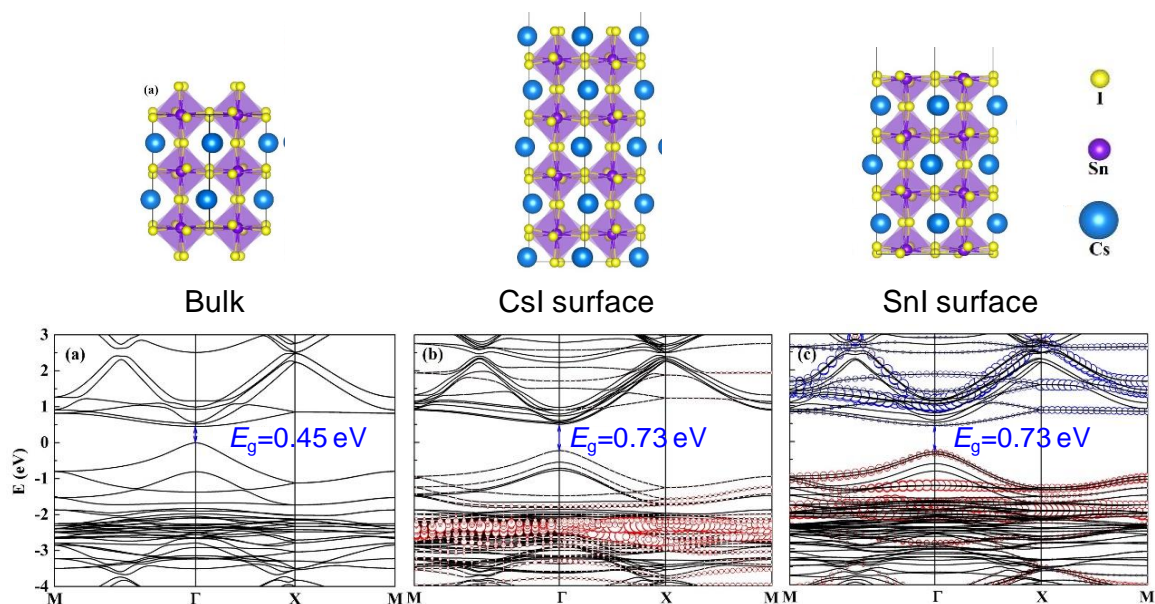 (a)
I
Sn
Cs
Bulk
CsI surface
SnI surface
3
2
1
0
-1
-2
-3
-4
E (eV)
(a)
Eg=0.45 eV
M Γ X M
(b)
Eg=0.73 eV
M Γ X M
(c)
Eg=0.73 eV
M Γ X M